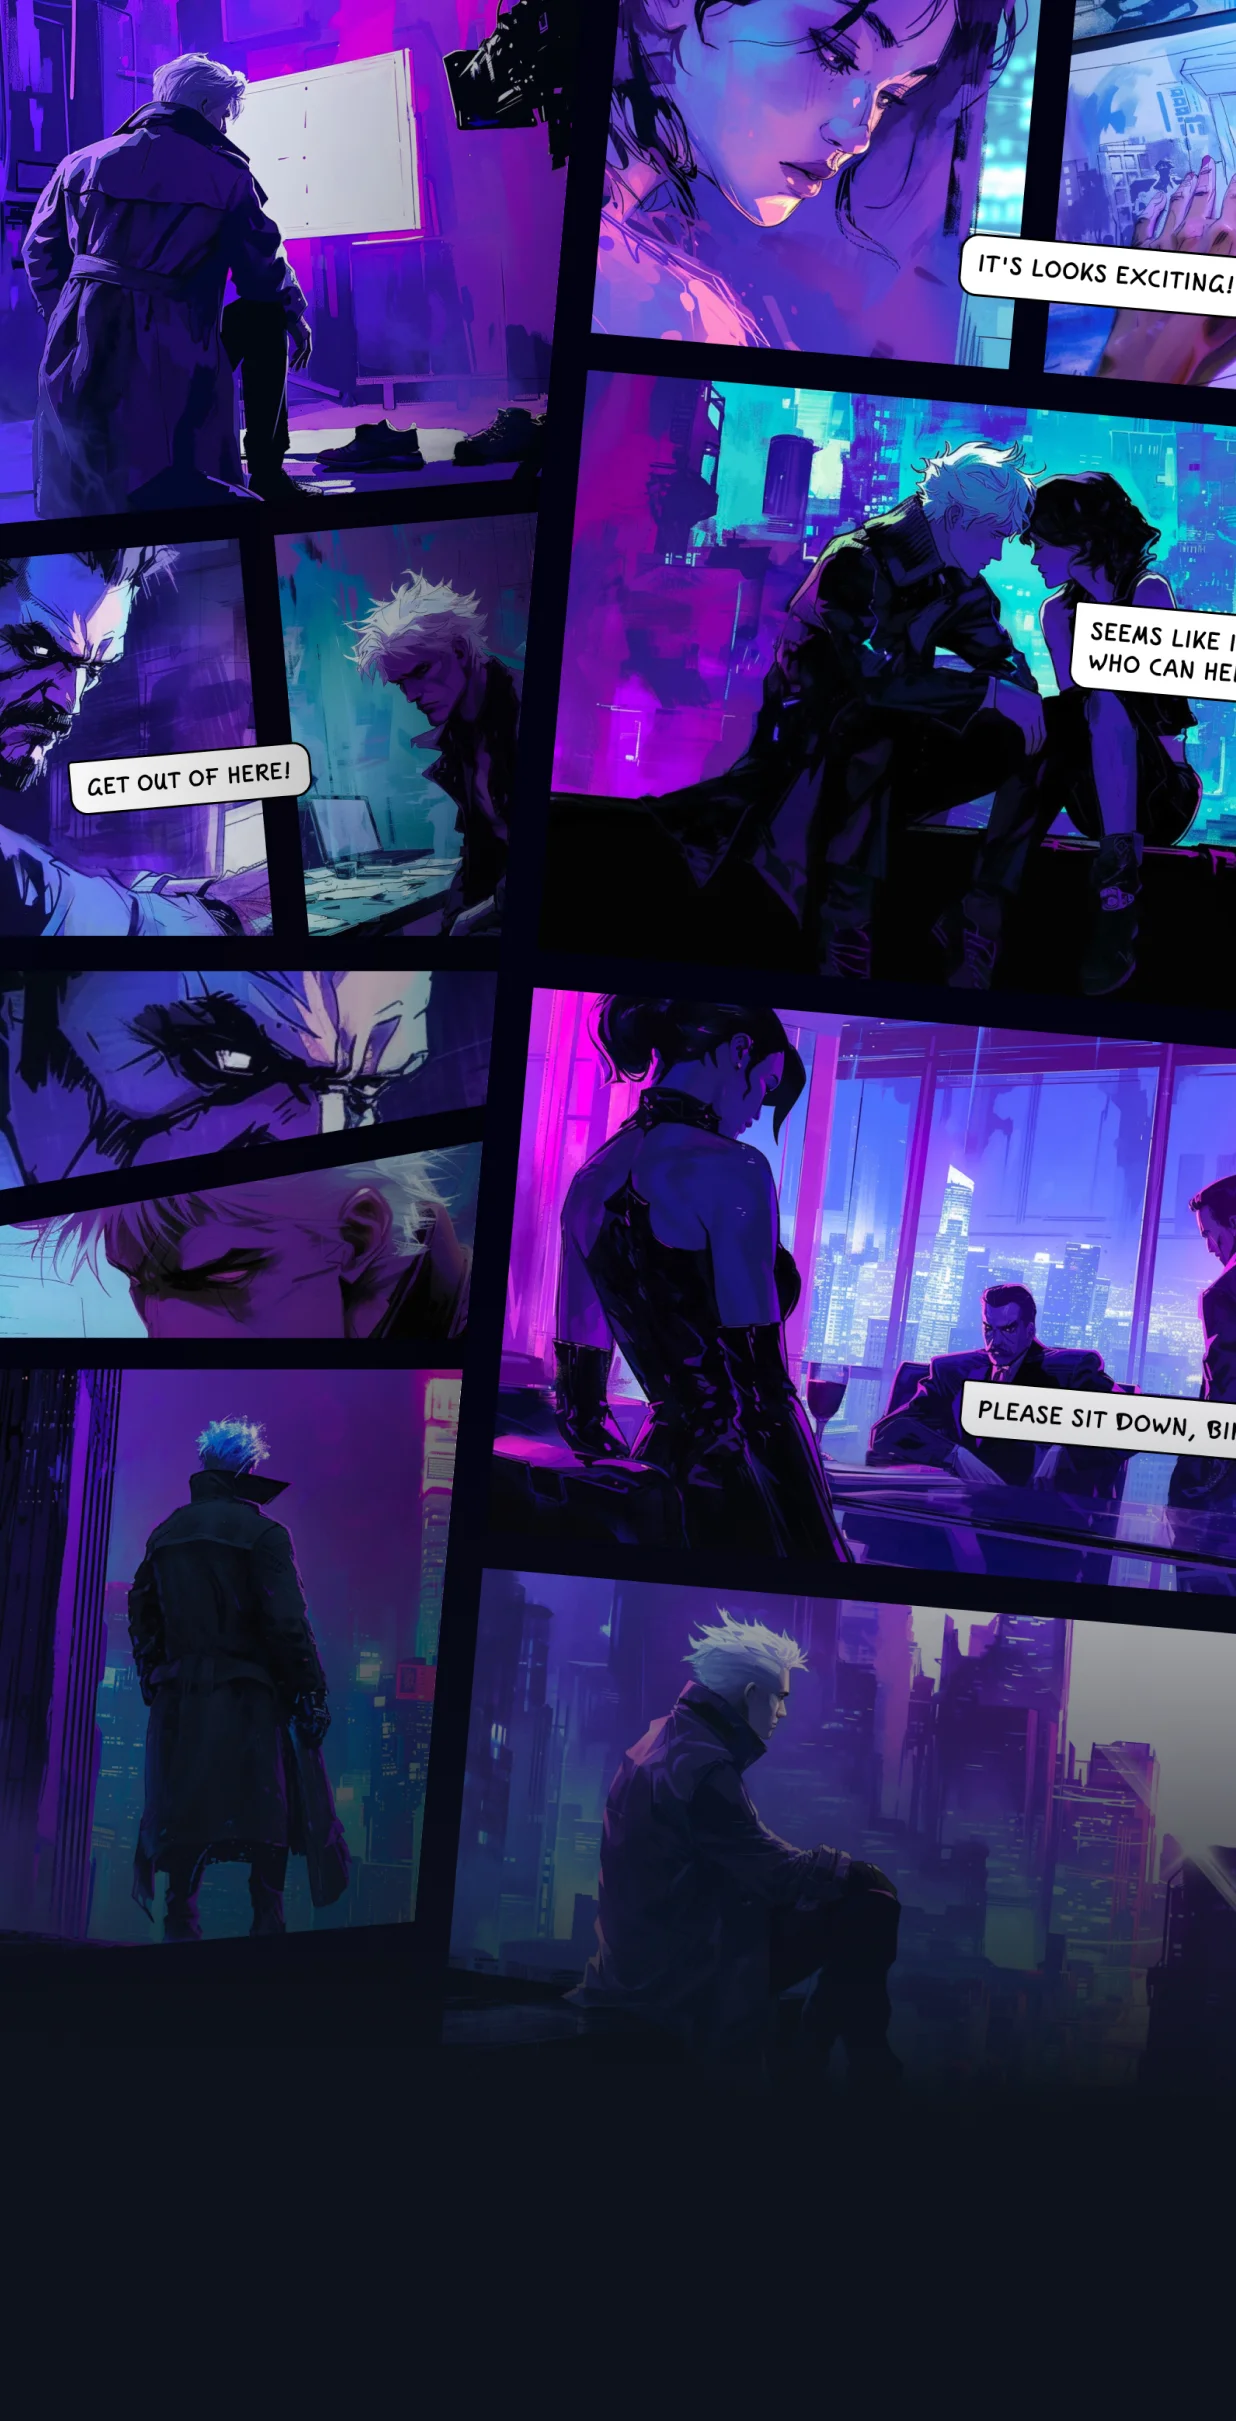 IT'S LOOKS EXCITING!
SEEMS LIKE
WHO CAN
GET OUT OF HERE!
PLEASE SIT DOWN,